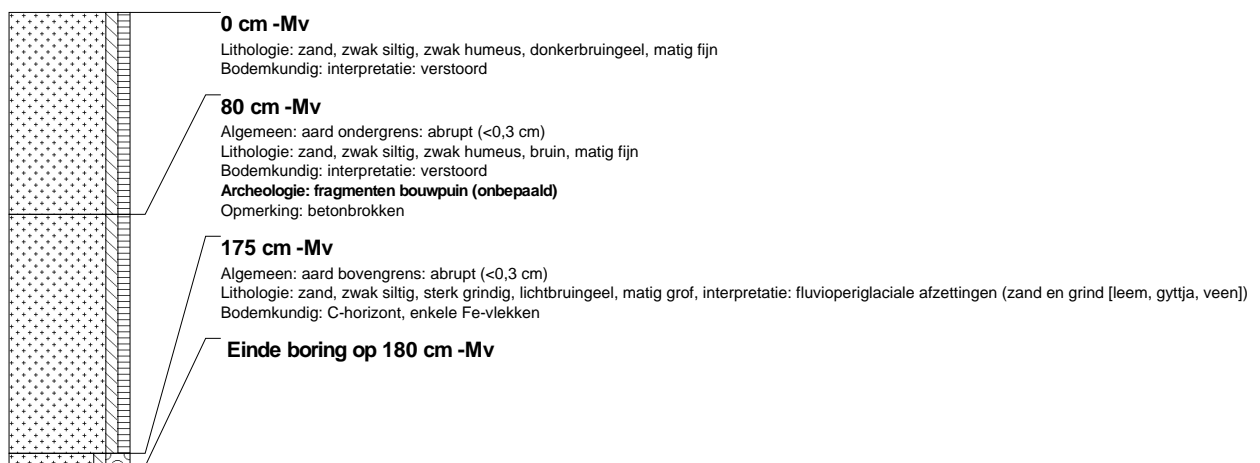 0 cm -Mv
Lithologie: zand, zwak siltig, zwak humeus, donkerbruingeel, matig fijn
Bodemkundig: interpretatie: verstoord
80 cm -Mv
Algemeen: aard ondergrens: abrupt (<0,3 cm)
Lithologie: zand, zwak siltig, zwak humeus, bruin, matig fijn
Bodemkundig: interpretatie: verstoord
Archeologie: fragmenten bouwpuin (onbepaald)
Opmerking: betonbrokken
175 cm -Mv
Algemeen: aard bovengrens: abrupt (<0,3 cm)
Lithologie: zand, zwak siltig, sterk grindig, lichtbruingeel, matig grof, interpretatie: fluvioperiglaciale afzettingen (zand en grind [leem, gyttja, veen])
Bodemkundig: C-horizont, enkele Fe-vlekken
Einde boring op 180 cm -Mv